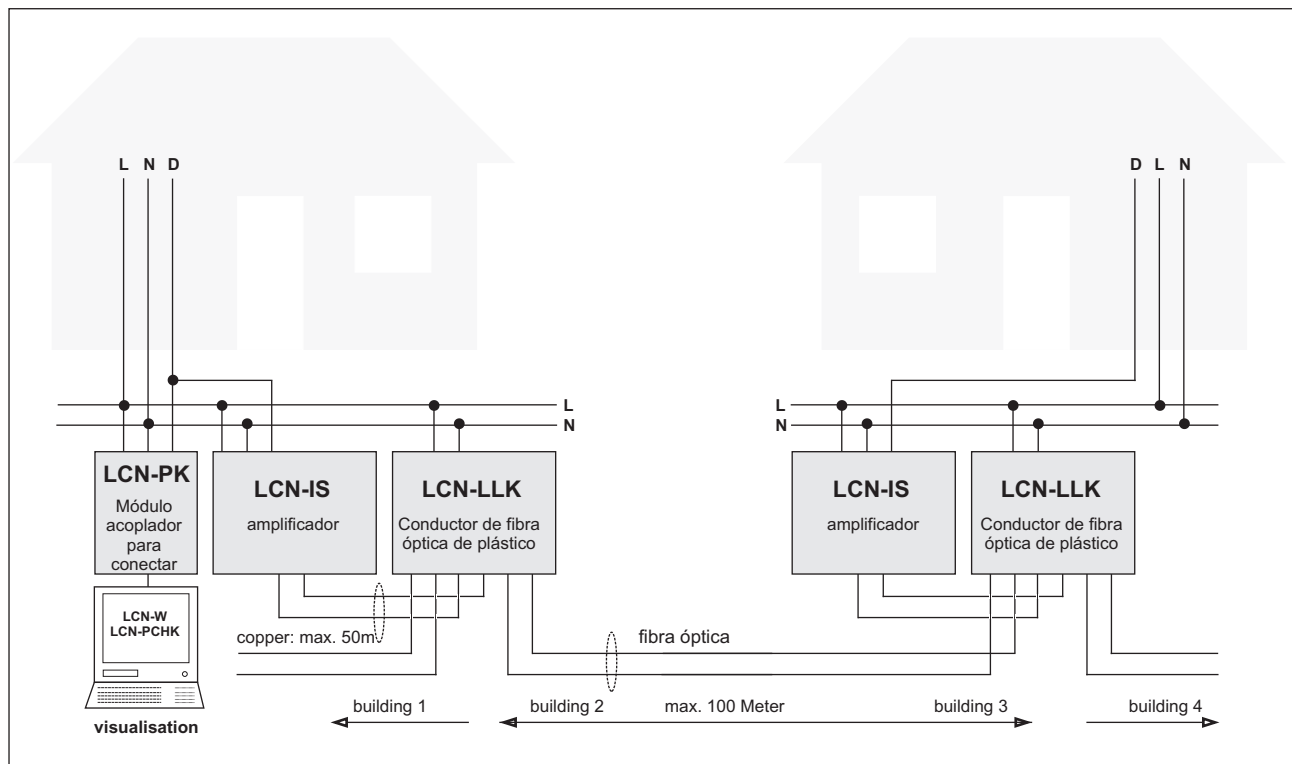 L N D
D L N
L
N
L
N
LCN-PK
Módulo
acoplador
para
conectar
LCN-IS
amplificador
LCN-LLK
Conductor de fibra
óptica de plástico
LCN-IS
amplificador
LCN-LLK
Conductor de fibra
óptica de plástico
LCN-W
LCN-PCHK
visualisation
copper: max. 50m
fibra óptica
building 1
building 2
max. 100 Meter
building 3
building 4